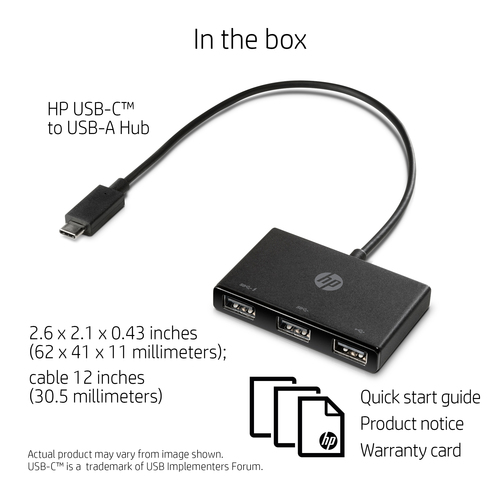 In the box
HP USB-C™
to USB-A Hub
hp
2.6 x 2.1 x 0.43 inches
(62 x 41 x 11 millimeters);
cable 12 inches
(30.5 millimeters)
hp
Quick start guide
Product notice
Warranty card
Actual product may vary from image shown.
USB-C™ is a trademark of USB Implementers Forum.